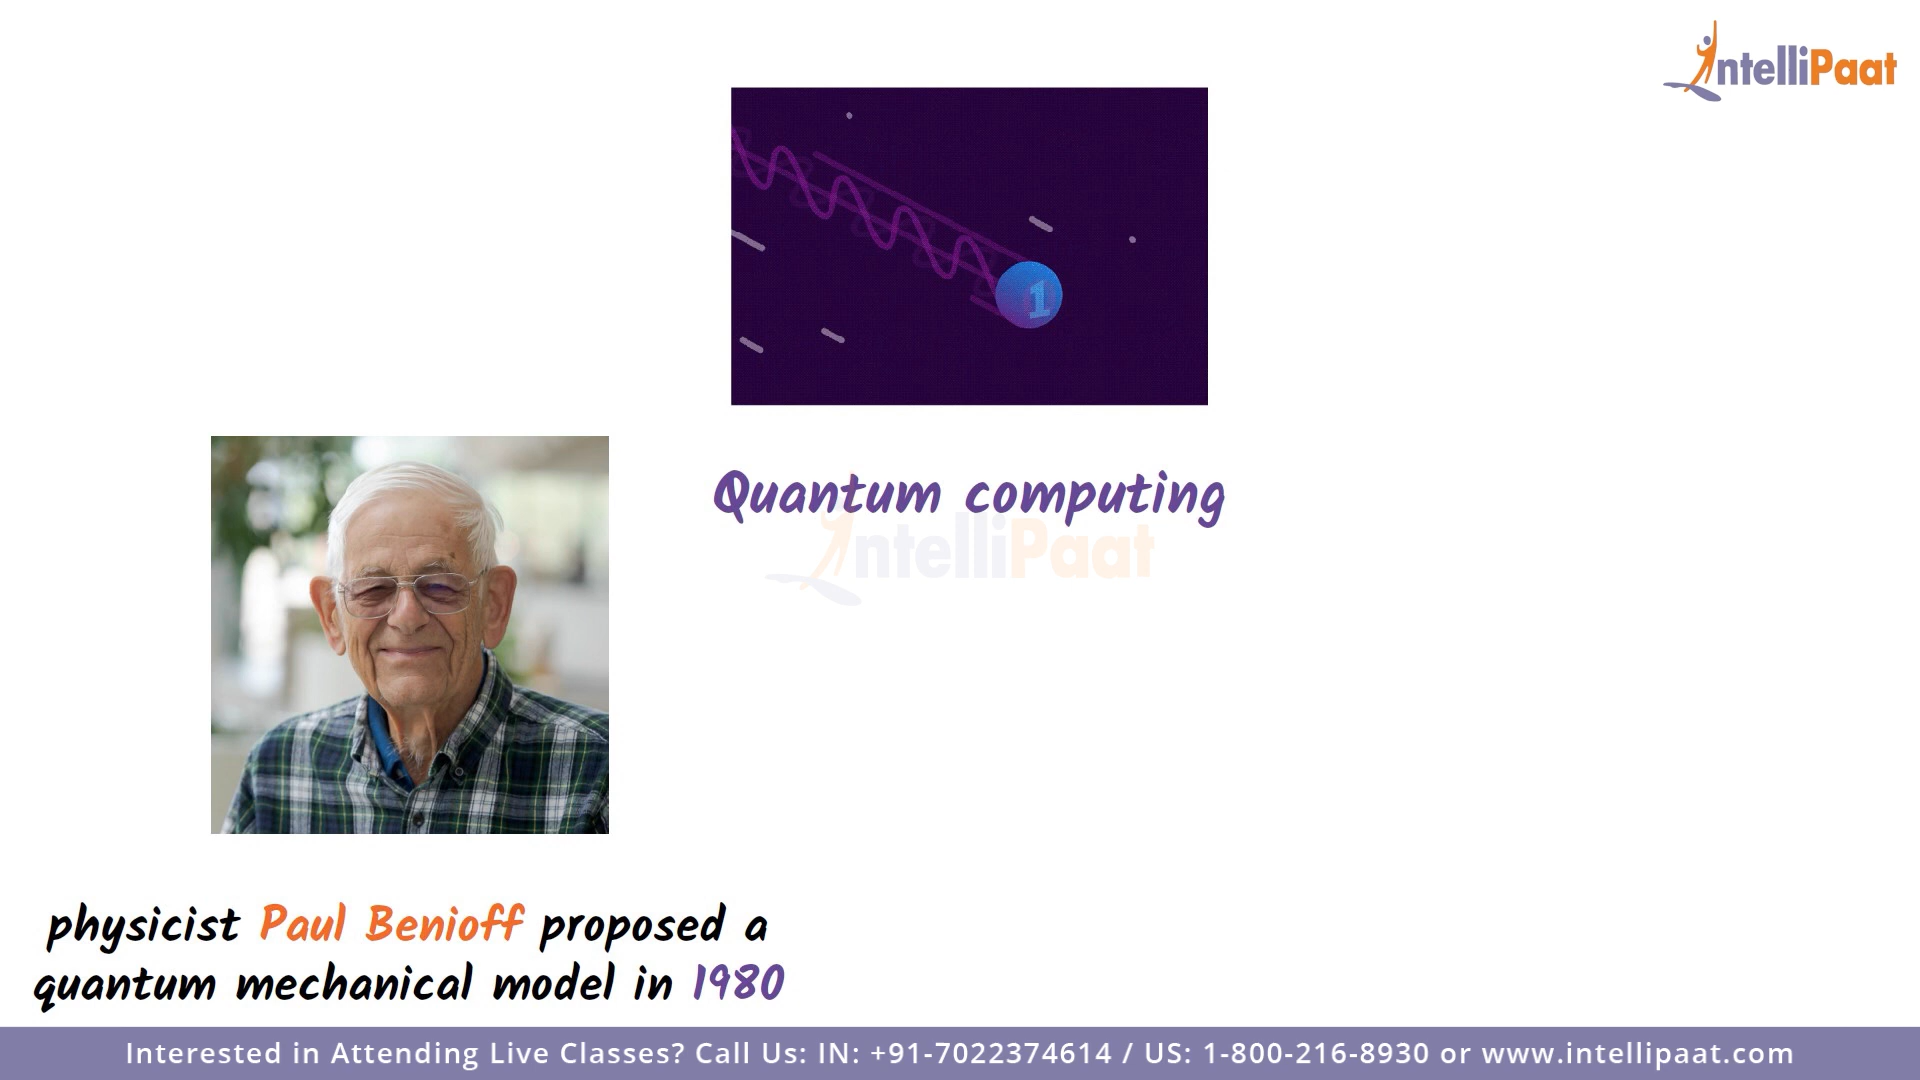 IntelliPaat
1
Quantum computing
IntelliPaat
physicist Paul Benioff proposed a
quantum mechanical model in 1980
Interested in Attending Live Classes? Call Us: IN: +91-7022374614 / US: 1-800-216-8930 or www.intellipaat.com